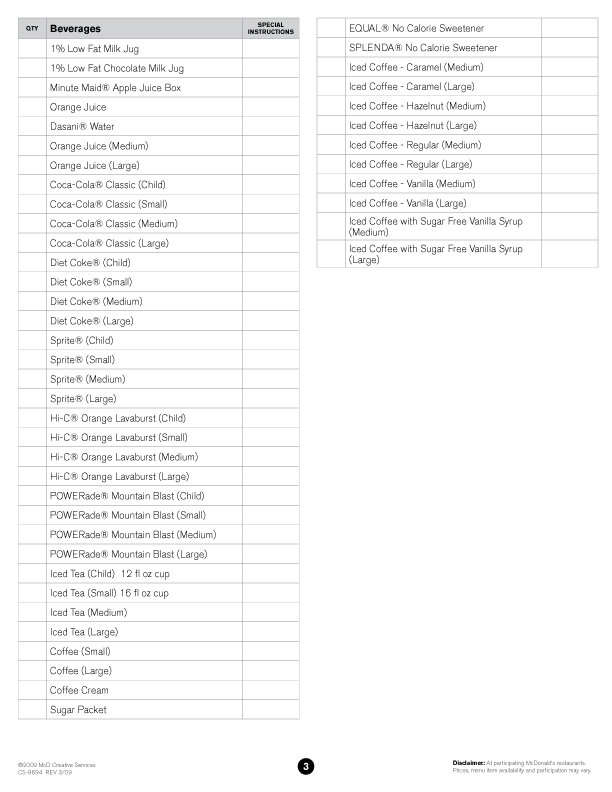 QTY Beverages SPECIAL INSTRUCTIONS
1% Low Fat Milk Jug
1% Low Fat Chocolate Milk Jug
Minute Maid® Apple Juice Box
Orange Juice
Dasani® Water
Orange Juice (Medium)
Orange Juice (Large)
Coca-Cola® Classic (Child)
Coca-Cola® Classic (Small)
Coca-Cola® Classic (Medium)
Coca-Cola® Classic (Large)
Diet Coke® (Child)
Diet Coke® (Small)
Diet Coke® (Medium)
Diet Coke® (Large)
Sprite® (Child)
Sprite® (Small)
Sprite® (Medium)
Sprite® (Large)
Hi-C® Orange Lavaburst (Child)
Hi-C® Orange Lavaburst (Small)
Hi-C® Orange Lavaburst (Medium)
Hi-C® Orange Lavaburst (Large)
POWERade® Mountain Blast (Child)
POWERade® Mountain Blast (Small)
POWERade® Mountain Blast (Medium)
POWERade® Mountain Blast (Large)
Iced Tea (Child) 12 fl oz cup
Iced Tea (Small) 16 fl oz cup
Iced Tea (Medium)
Iced Tea (Large)
Coffee (Small)
Coffee (Large)
Coffee Cream
Sugar Packet
EQUAL® No Calorie Sweetener
SPLENDA® No Calorie Sweetener
Iced Coffee - Caramel (Medium)
Iced Coffee - Caramel (Large)
Iced Coffee - Hazelnut (Medium)
Iced Coffee - Hazelnut (Large)
Iced Coffee - Regular (Medium)
Iced Coffee - Regular (Large)
Iced Coffee - Vanilla (Medium)
Iced Coffee - Vanilla (Large)
Iced Coffee with Sugar Free Vanilla Syrup
(Medium)
Iced Coffee with Sugar Free Vanilla Syrup
(Large)
©2009 McD Creative Services
CS-8694 REV 3/09
3
Disclaimer: At participating McDonald's restaurants.
Prices, menu item availability and participation may vary.